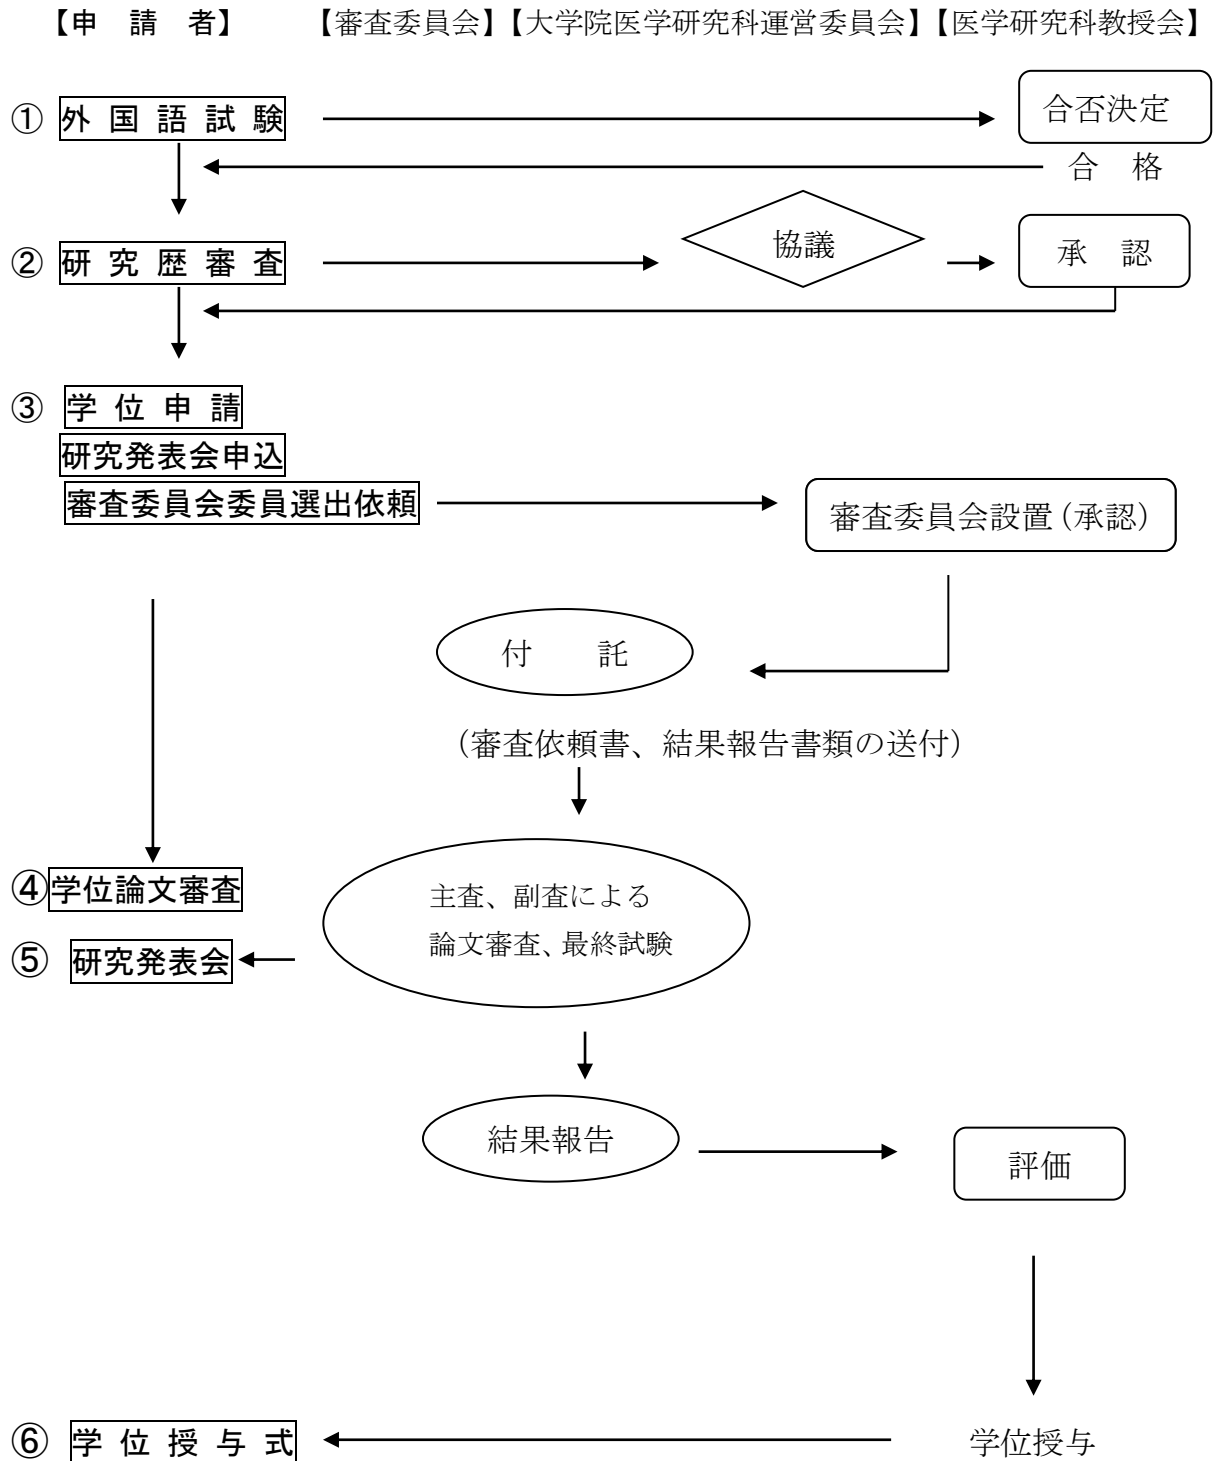 【申　請　者】　【審査委員会】【大学院医学研究科運営委員会】【医学研究科教授会】
① 外 国 語 試 験　合否決定
合　格
② 研 究 歴 審 査　協議　承　認
③ 学 位 申 請
研究発表会申込
審査委員会委員選出依頼　審査委員会設置（承認）
付　　託
（審査依頼書、結果報告書類の送付）
④学位論文審査　主査、副査による
論文審査、最終試験
⑤ 研究発表会
結果報告　評価
⑥ 学 位 授 与 式　学位授与